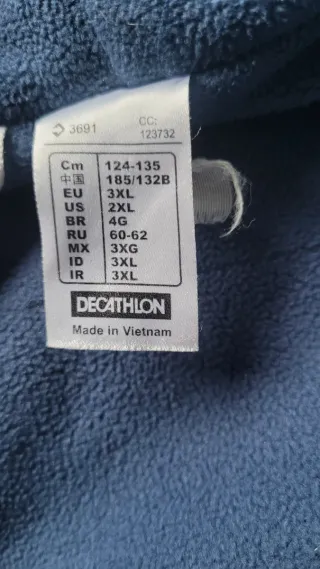 3691
CC:
123732
Cm 124-135
中国 185/132B
EU 3XL
US 2XL
BR 4G
RU 60-62
MX 3XG
ID 3XL
IR 3XL
DECATHLON
Made in Vietnam